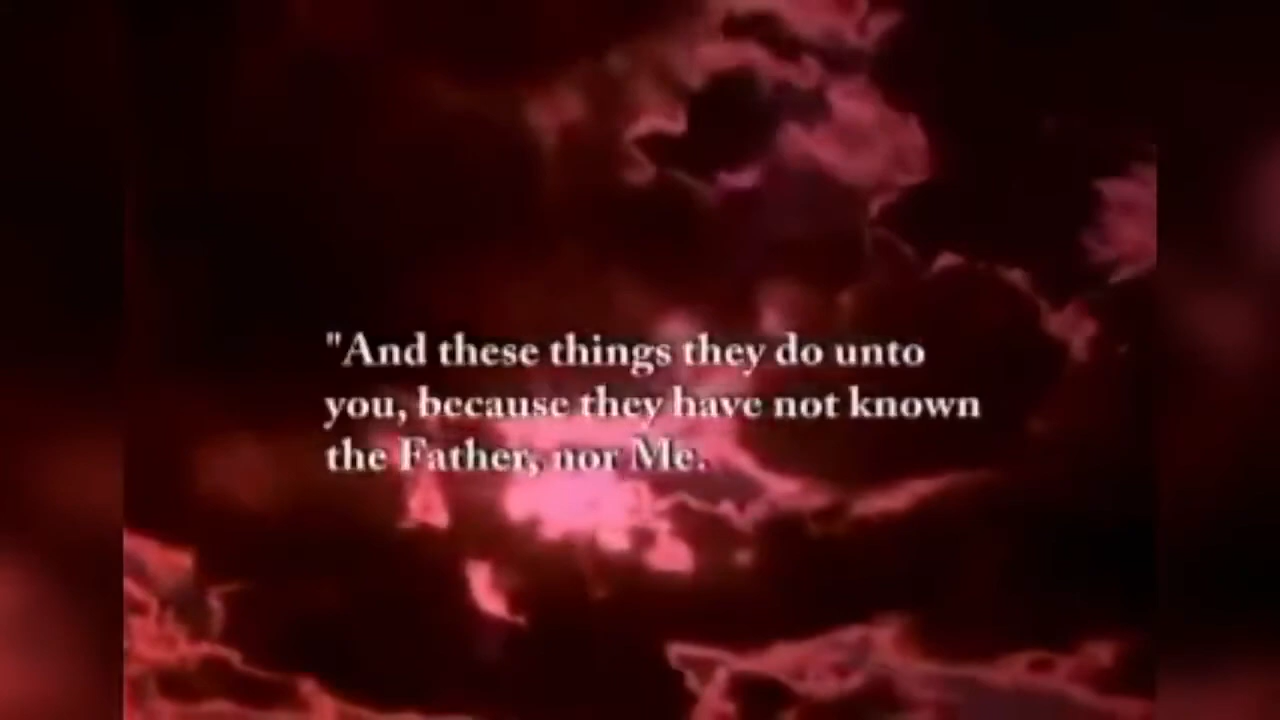 "And these things they do unto
you, because they have not known
the Father, nor Me.